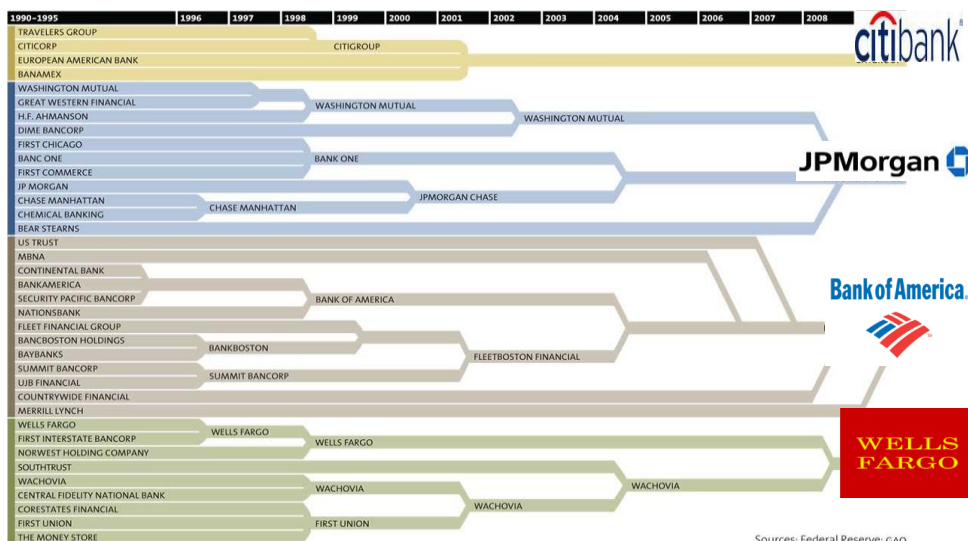 1990–1995 1996 1997 1998 1999 2000 2001 2002 2003 2004 2005 2006 2007 2008
TRAVELERS GROUP
CITICORP CITIGROUP
EUROPEAN AMERICAN BANK
BANAMEX
citibank
WASHINGTON MUTUAL
GREAT WESTERN FINANCIAL
WASHINGTON MUTUAL
H.F. AHMANSON
WASHINGTON MUTUAL
DIME BANCORP
FIRST CHICAGO
BANC ONE BANK ONE
FIRST COMMERCE
JPMorgan
JP MORGAN
JPMORGAN CHASE
CHASE MANHATTAN
CHASE MANHATTAN
CHEMICAL BANKING
BEAR STEARNS
US TRUST
MBNA
CONTINENTAL BANK
BANKAMERICA
Bank of America
SECURITY PACIFIC BANCORP BANK OF AMERICA
NATIONSBANK
FLEET FINANCIAL GROUP
BANCBOSTON HOLDINGS
BANKBOSTON
BAYBANKS
FLEETBOSTON FINANCIAL
SUMMIT BANCORP
SUMMIT BANCORP
UJB FINANCIAL
COUNTRYWIDE FINANCIAL
MERRILL LYNCH
WELLS FARGO
WELLS FARGO
FIRST INTERSTATE BANCORP
WELLS FARGO
NORWEST HOLDING COMPANY
WELLS
FARGO
SOUTHTRUST
WACHOVIA
WACHOVIA
WACHOVIA
CENTRAL FIDELITY NATIONAL BANK
CORESTATES FINANCIAL
WACHOVIA
FIRST UNION FIRST UNION
THE MONEY STORE
Sources: Federal Reserve; GAO